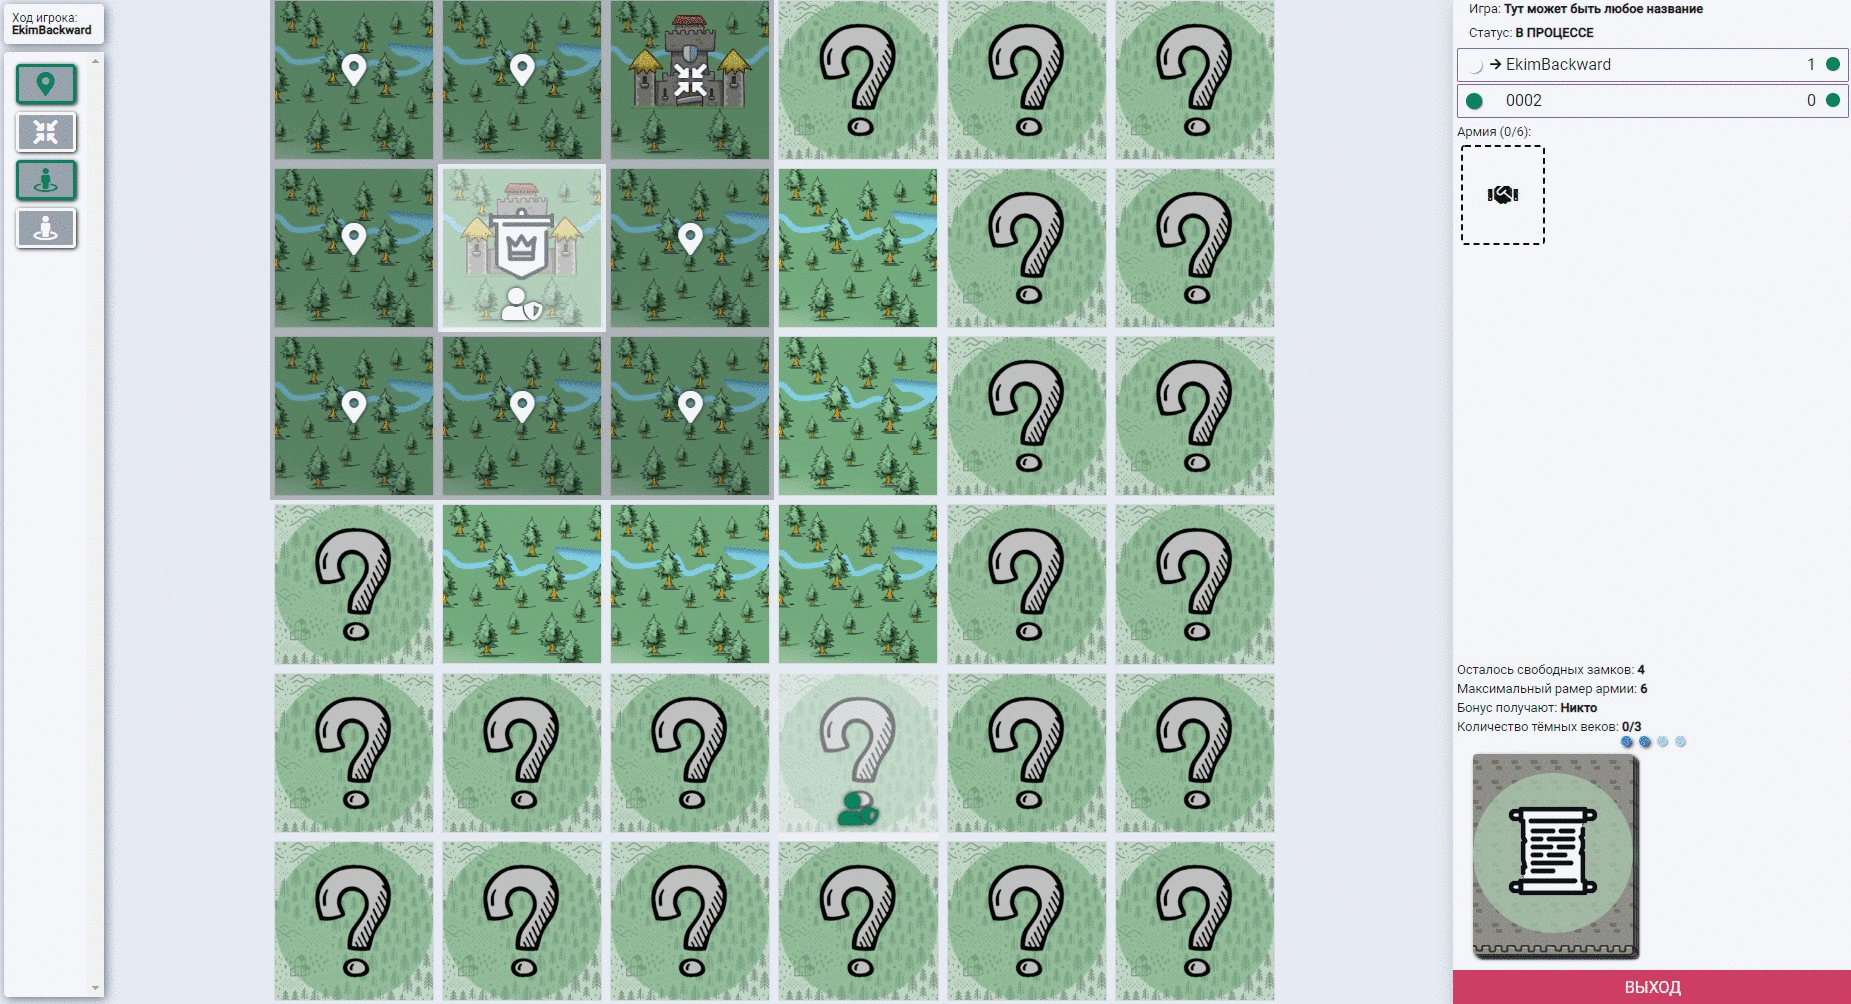 Ход игрока:
EkimBackward
Игра: Тут может быть любое название
Статус: В ПРОЦЕССЕ
→ EkimBackward 1
0002 0
Армия (0/6):
Осталось свободных замков: 4
Максимальный рамер армии: 6
Бонус получают: Никто
Количество тёмных веков: 0/3
ВЫХОД